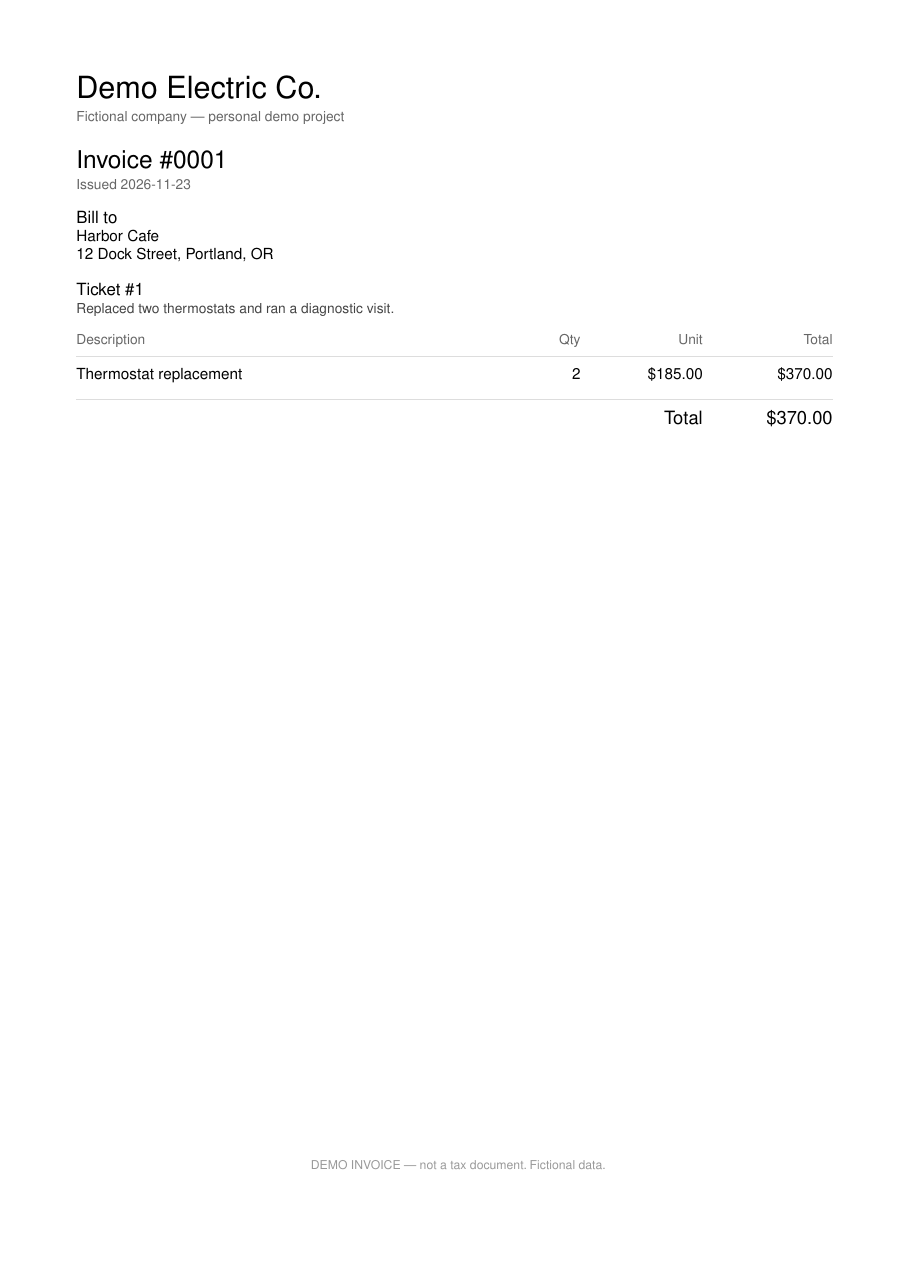 Demo Electric Co.
Fictional company — personal demo project
Invoice #0001
Issued 2026-11-23
Bill to
Harbor Cafe
12 Dock Street, Portland, OR
Ticket #1
Replaced two thermostats and ran a diagnostic visit.
Description Qty Unit Total
Thermostat replacement 2 $185.00 $370.00
Total $370.00
DEMO INVOICE — not a tax document. Fictional data.